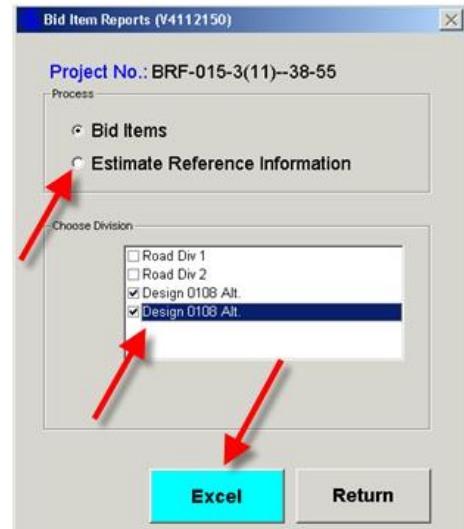 Bid Item Reports (V4112150)
Project No.: BRF-015-3(11)--38-55
Process
Bid Items
Estimate Reference Information
Choose Division
Road Div 1
Road Div 2
Design 0108 Alt.
Design 0108 Alt.
Excel Return